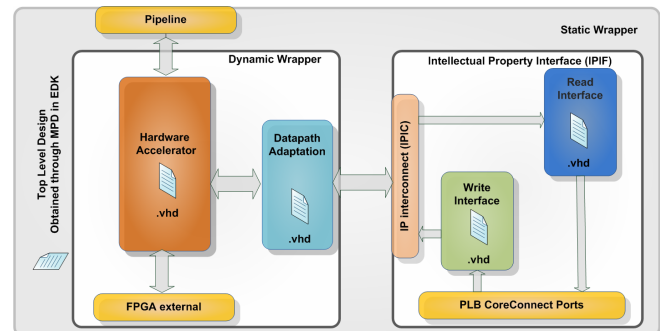 Pipeline
Static Wrapper
Dynamic Wrapper
Intellectual Property Interface (IPIF)
Top Level Design
Obtained through MPD in EDK
Hardware
Accelerator
.vhd
Datapath
Adaptation
.vhd
IP interconnect (IPIC)
Read
Interface
.vhd
Write
Interface
.vhd
FPGA external
PLB CoreConnect Ports